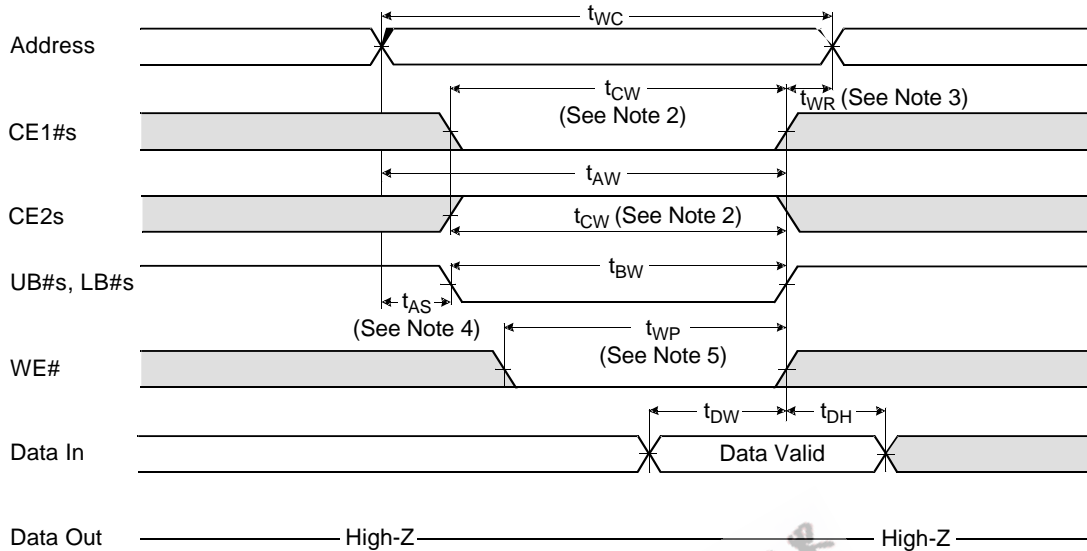 tWC
Address
tCW
(See Note 2)
tWR (See Note 3)
CE1#s
tAW
CE2s
tCW (See Note 2)
tBW
UB#s, LB#s
tAS
(See Note 4)
tWP
(See Note 5)
WE#
tDW
tDH
Data In
Data Valid
Data Out
High-Z
High-Z